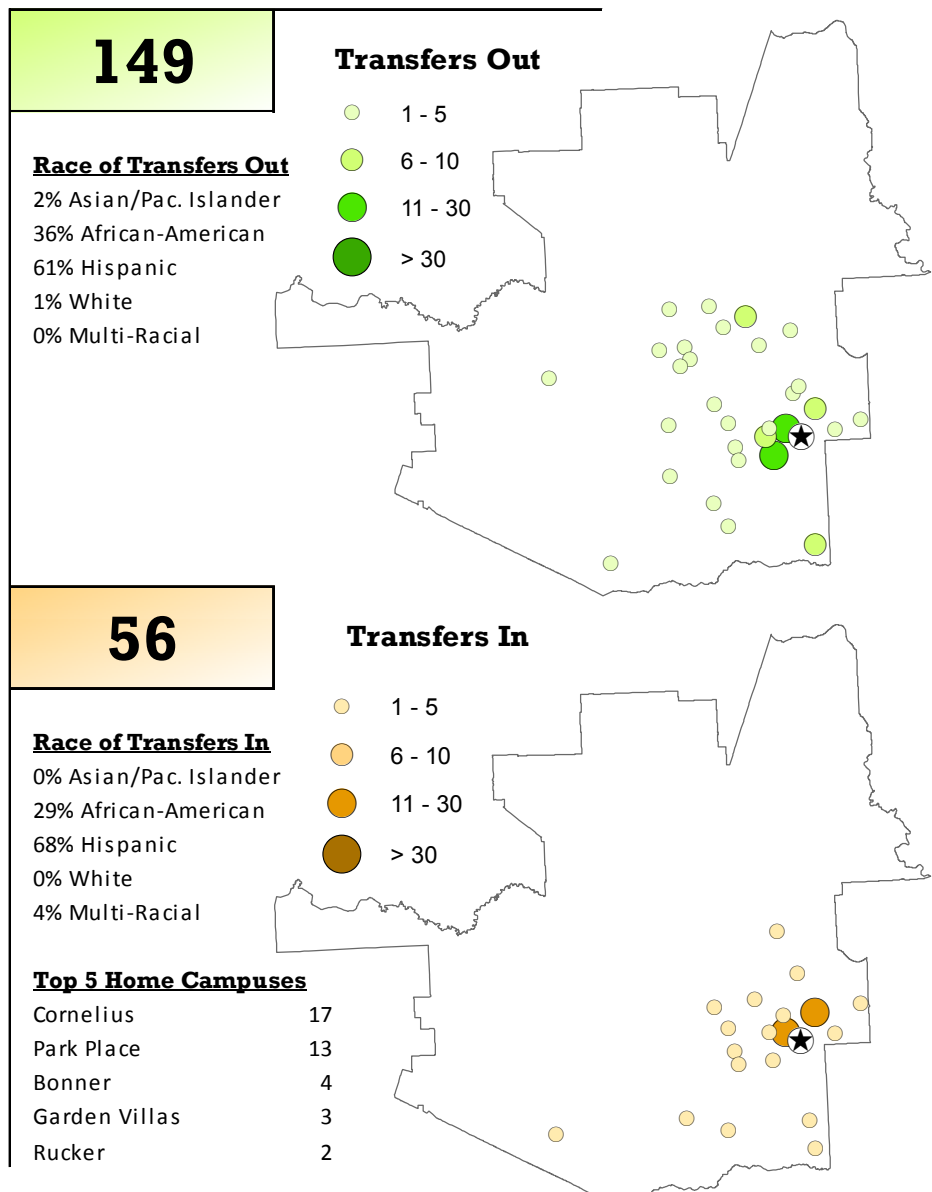 149
Transfers Out
1 - 5
6 - 10
11 - 30
> 30
Race of Transfers Out
2% Asian/Pac. Islander
36% African-American
61% Hispanic
1% White
0% Multi-Racial
56
Transfers In
1 - 5
6 - 10
11 - 30
> 30
Race of Transfers In
0% Asian/Pac. Islander
29% African-American
68% Hispanic
0% White
4% Multi-Racial
Top 5 Home Campuses
Cornelius 17
Park Place 13
Bonner 4
Garden Villas 3
Rucker 2